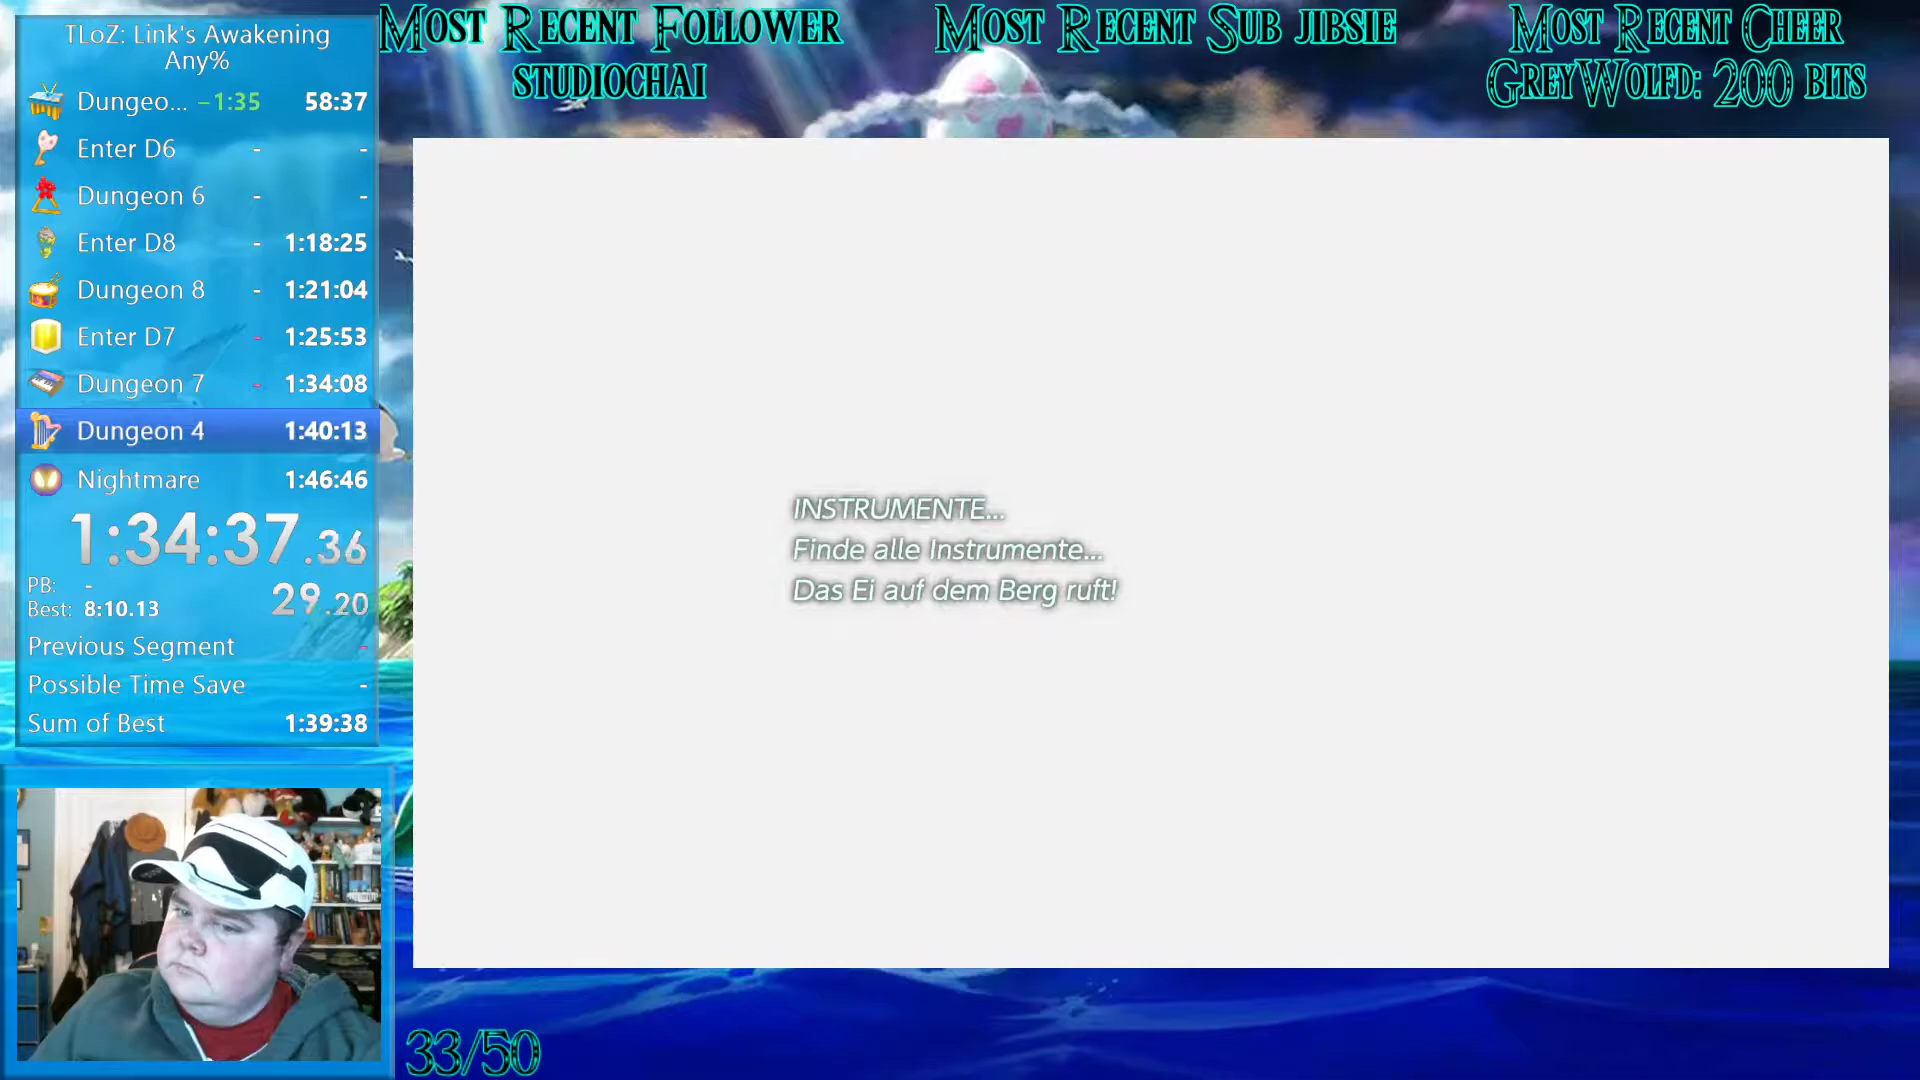 TLoZ: Link's Awakening
Any%
Dungeo... −1:35 58:37
Enter D6 - -
Dungeon 6 - -
Enter D8 - 1:18:25
Dungeon 8 - 1:21:04
Enter D7 - 1:25:53
Dungeon 7 - 1:34:08
Dungeon 4 1:40:13
Nightmare 1:46:46
1:34:37.36
PB: -
Best: 8:10.13
29.20
Previous Segment -
Possible Time Save -
Sum of Best 1:39:38
Most Recent Follower
studiochai
Most Recent Sub jibsie
Most Recent Cheer
GreyWolfd: 200 bits
INSTRUMENTE...
Finde alle Instrumente...
Das Ei auf dem Berg ruft!
33/50